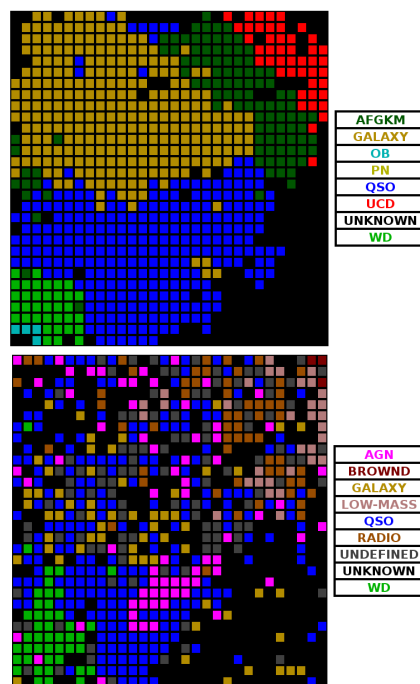 AFGKM
GALAXY
OB
PN
QSO
UCD
UNKNOWN
WD
AGN
BROWND
GALAXY
LOW-MASS
QSO
RADIO
UNDEFINED
UNKNOWN
WD